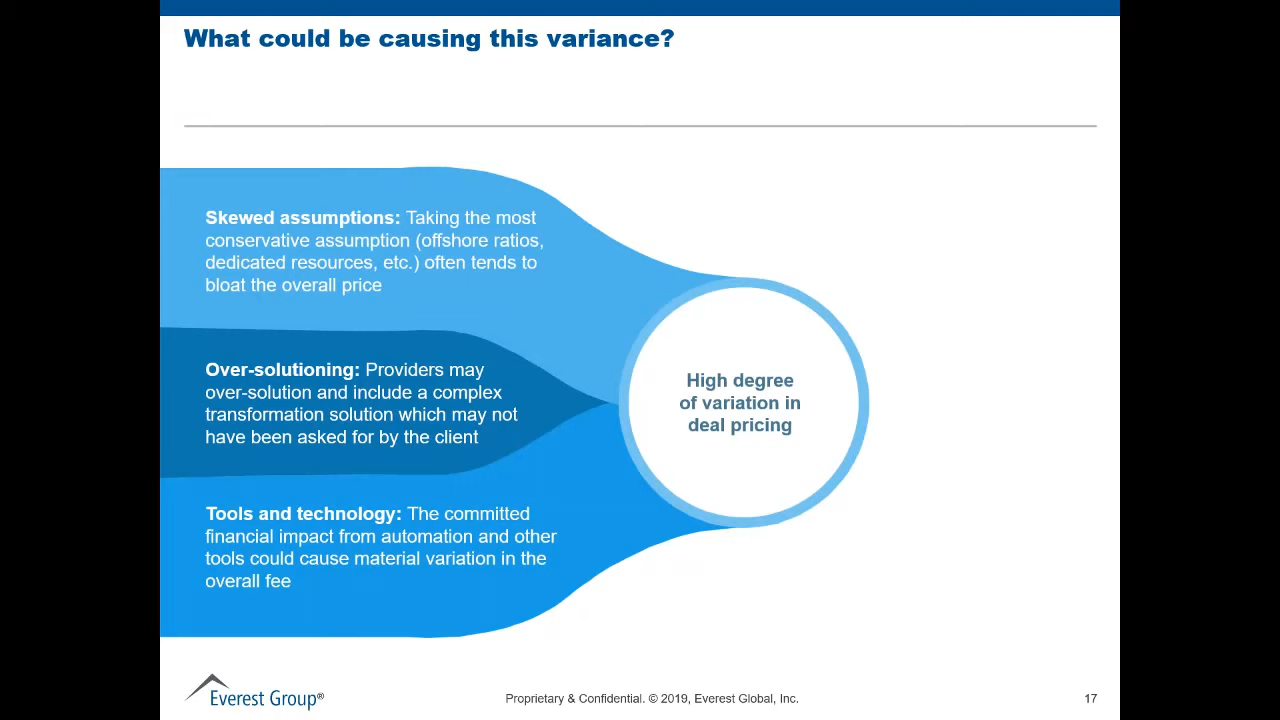 What could be causing this variance?
Skewed assumptions: Taking the most
conservative assumption (offshore ratios,
dedicated resources, etc.) often tends to
bloat the overall price
Over-solutioning: Providers may
over-solution and include a complex
transformation solution which may not
have been asked for by the client
Tools and technology: The committed
financial impact from automation and other
tools could cause material variation in the
overall fee
High degree
of variation in
deal pricing
Everest Group®
Proprietary & Confidential. © 2019, Everest Global, Inc.
17